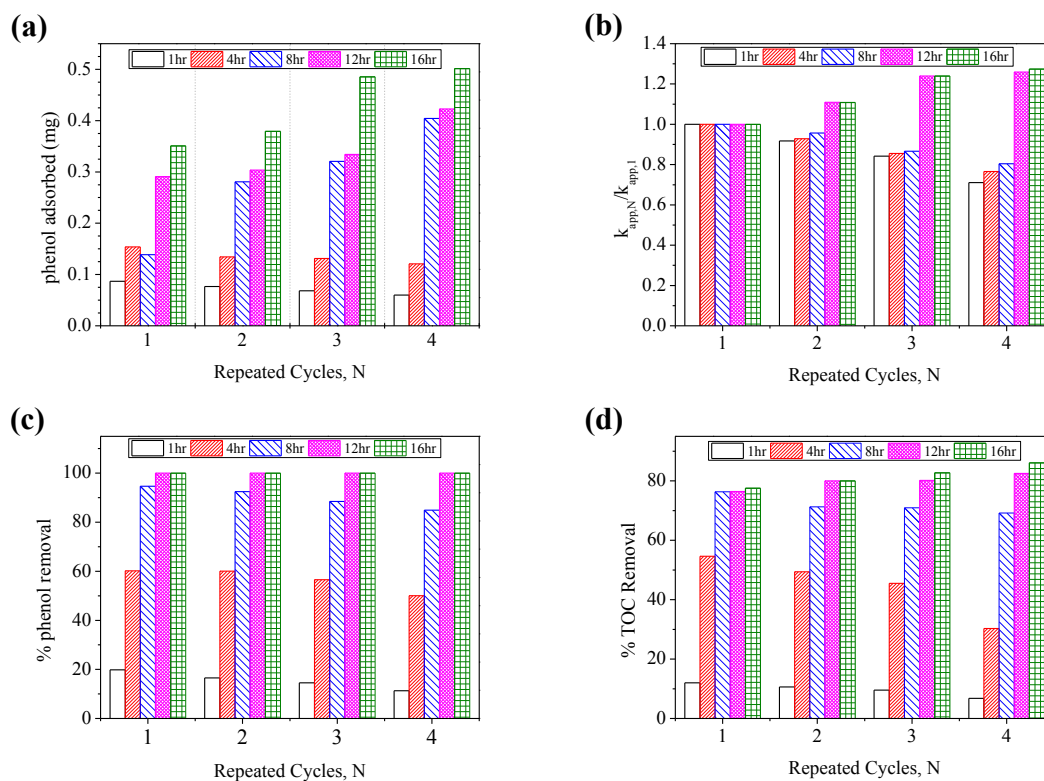 (a)
1hr 4hr 8hr 12hr 16hr
0.5
0.4
0.3
0.2
0.1
0.0
phenol adsorbed (mg)
1 2 3 4
Repeated Cycles, N
(b)
1hr 4hr 8hr 12hr 16hr
1.4
1.2
1.0
0.8
0.6
0.4
0.2
0.0
k_app,N/k_app,1
1 2 3 4
Repeated Cycles, N
(c)
1hr 4hr 8hr 12hr 16hr
100
80
60
40
20
0
% phenol removal
1 2 3 4
Repeated Cycles, N
(d)
1hr 4hr 8hr 12hr 16hr
80
60
40
20
0
% TOC Removal
1 2 3 4
Repeated Cycles, N